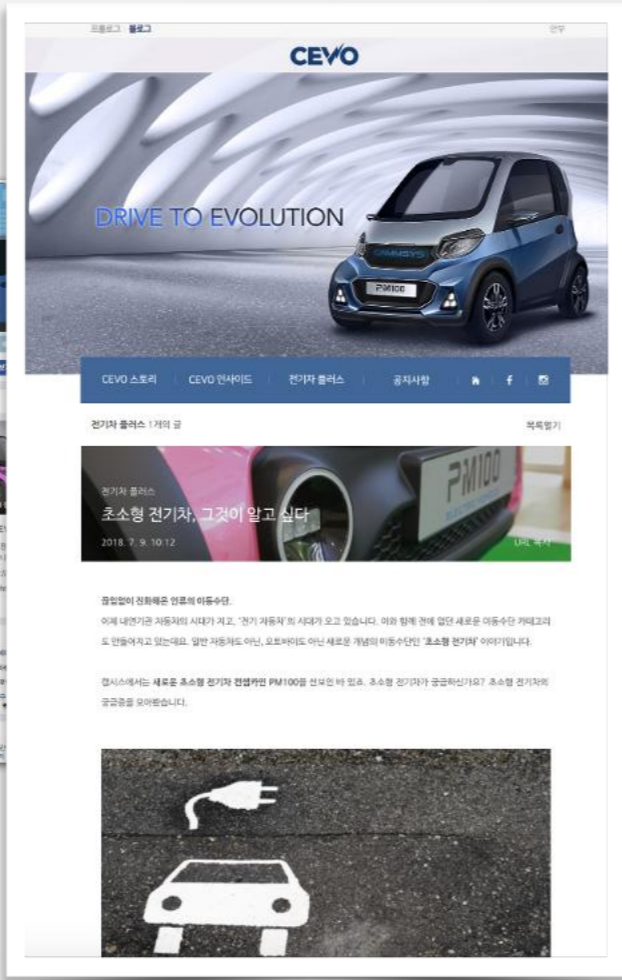 프롤로그 블로그 안부
CEVO
DRIVE TO EVOLUTION
CAMMSYS
PM100
CEVO 스토리 CEVO 인사이드 전기차 플러스 공지사항
전기차 플러스 1개의 글 목록열기
PM100
ELECTRIC VEHICLE
전기차 플러스
초소형 전기차, 그것이 알고 싶다
2018. 7. 9. 10:12 URL 복사
끊임없이 진화해온 인류의 이동수단.
이제 내연기관 자동차의 시대가 지고, '전기 자동차'의 시대가 오고 있습니다. 이와 함께 전에 없던 새로운 이동수단 카테고리
도 만들어지고 있는데요. 일반 자동차도 아닌, 오토바이도 아닌 새로운 개념의 이동수단인 '초소형 전기차' 이야기입니다.
캠시스에서는 새로운 초소형 전기차 컨셉카인 PM100을 선보인 바 있죠. 초소형 전기차가 궁금하신가요? 초소형 전기차의
궁금증을 모아봤습니다.